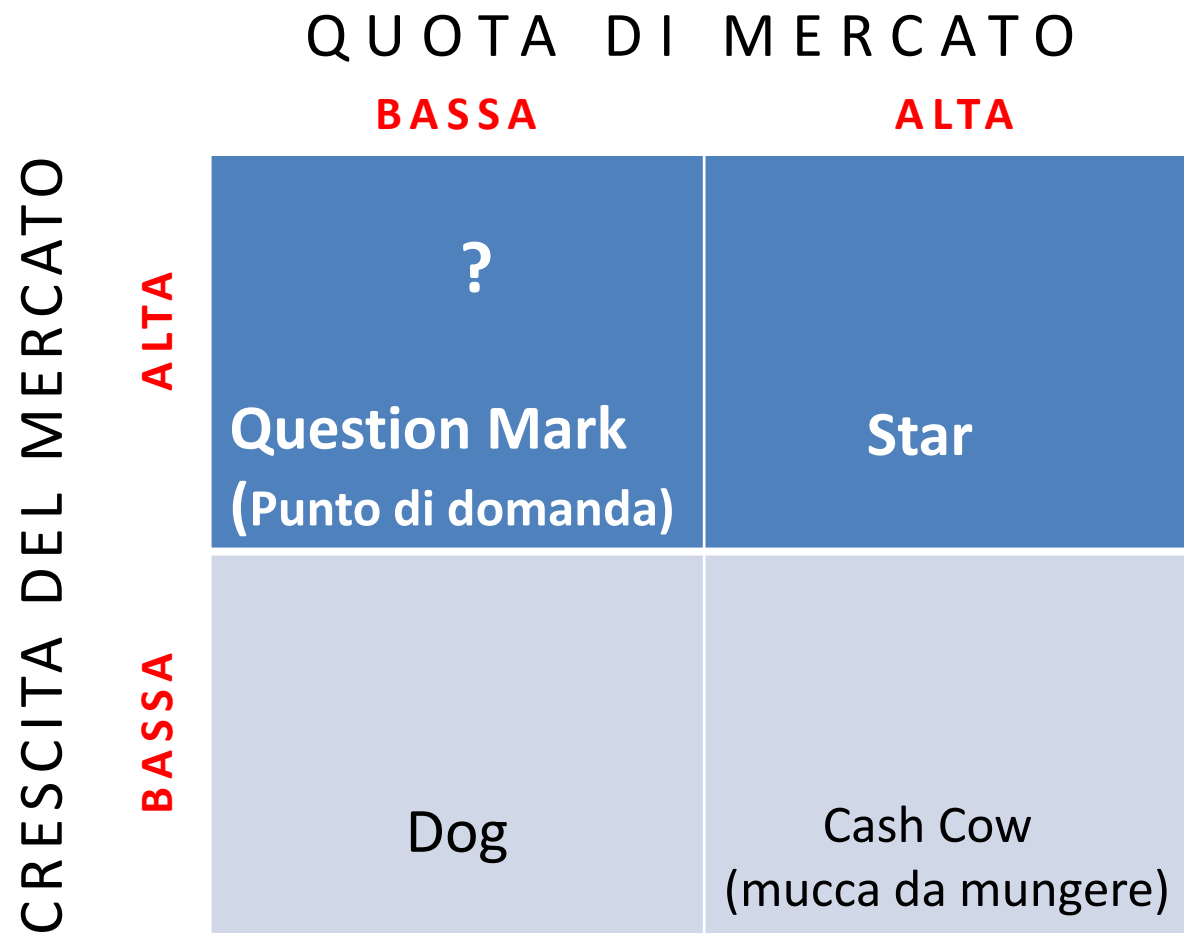 QUOTA DI MERCATO
BASSA
ALTA
CRESCITA DEL MERCATO
ALTA
?
Question Mark
(Punto di domanda)
Star
BASSA
Dog
Cash Cow
(mucca da mungere)